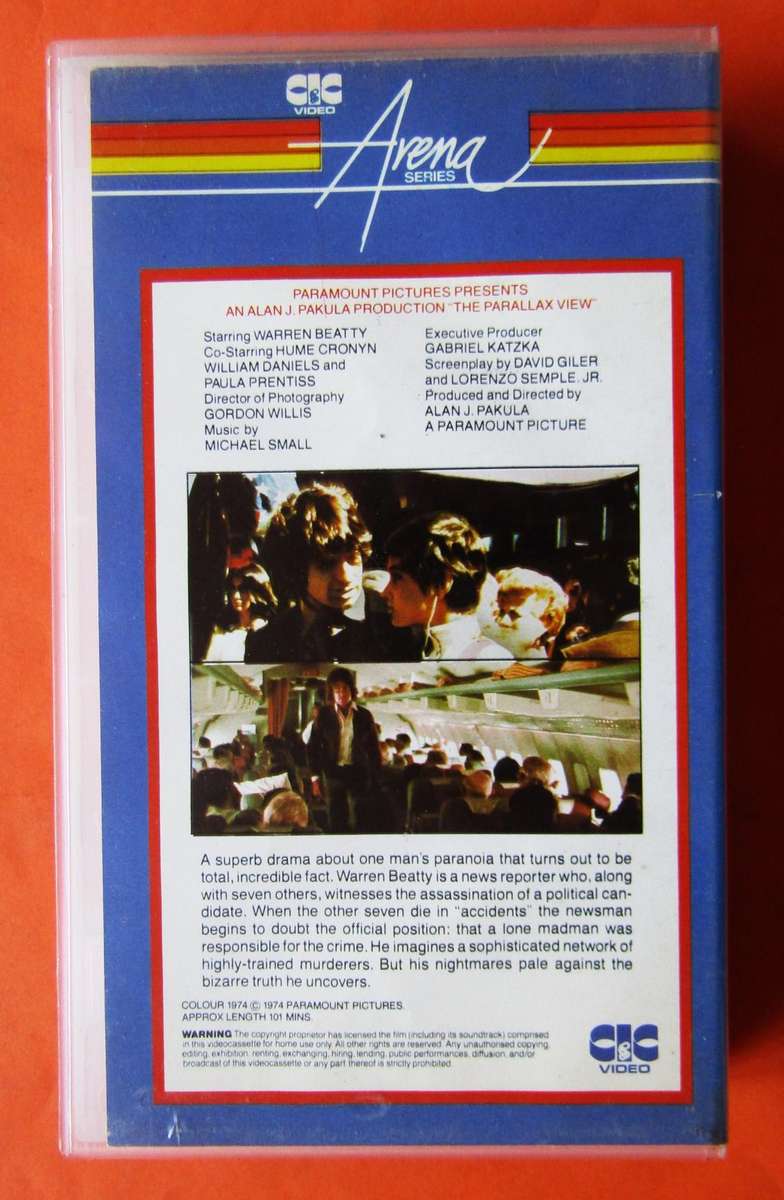 CIC
VIDEO
Arena
SERIES
PARAMOUNT PICTURES PRESENTS
AN ALAN J. PAKULA PRODUCTION "THE PARALLAX VIEW"
Starring WARREN BEATTY
Co-Starring HUME CRONYN
WILLIAM DANIELS and
PAULA PRENTISS
Director of Photography
GORDON WILLIS
Music by
MICHAEL SMALL
Executive Producer
GABRIEL KATZKA
Screenplay by DAVID GILER
and LORENZO SEMPLE, JR.
Produced and Directed by
ALAN J. PAKULA
A PARAMOUNT PICTURE
A superb drama about one man's paranoia that turns out to be
total, incredible fact. Warren Beatty is a news reporter who, along
with seven others, witnesses the assassination of a political can-
didate. When the other seven die in "accidents" the newsman
begins to doubt the official position: that a lone madman was
responsible for the crime. He imagines a sophisticated network of
highly-trained murderers. But his nightmares pale against the
bizarre truth he uncovers.
COLOUR 1974 © 1974 PARAMOUNT PICTURES.
APPROX LENGTH 101 MINS.
WARNING The copyright proprietor has licensed the film (including its soundtrack) comprised
in this videocassette for home use only. All other rights are reserved. Any unauthorised copying,
editing, exhibition, renting, exchanging, hiring, lending, public performances, diffusion, and/or
broadcast of this videocassette or any part thereof is strictly prohibited.
CIC
VIDEO